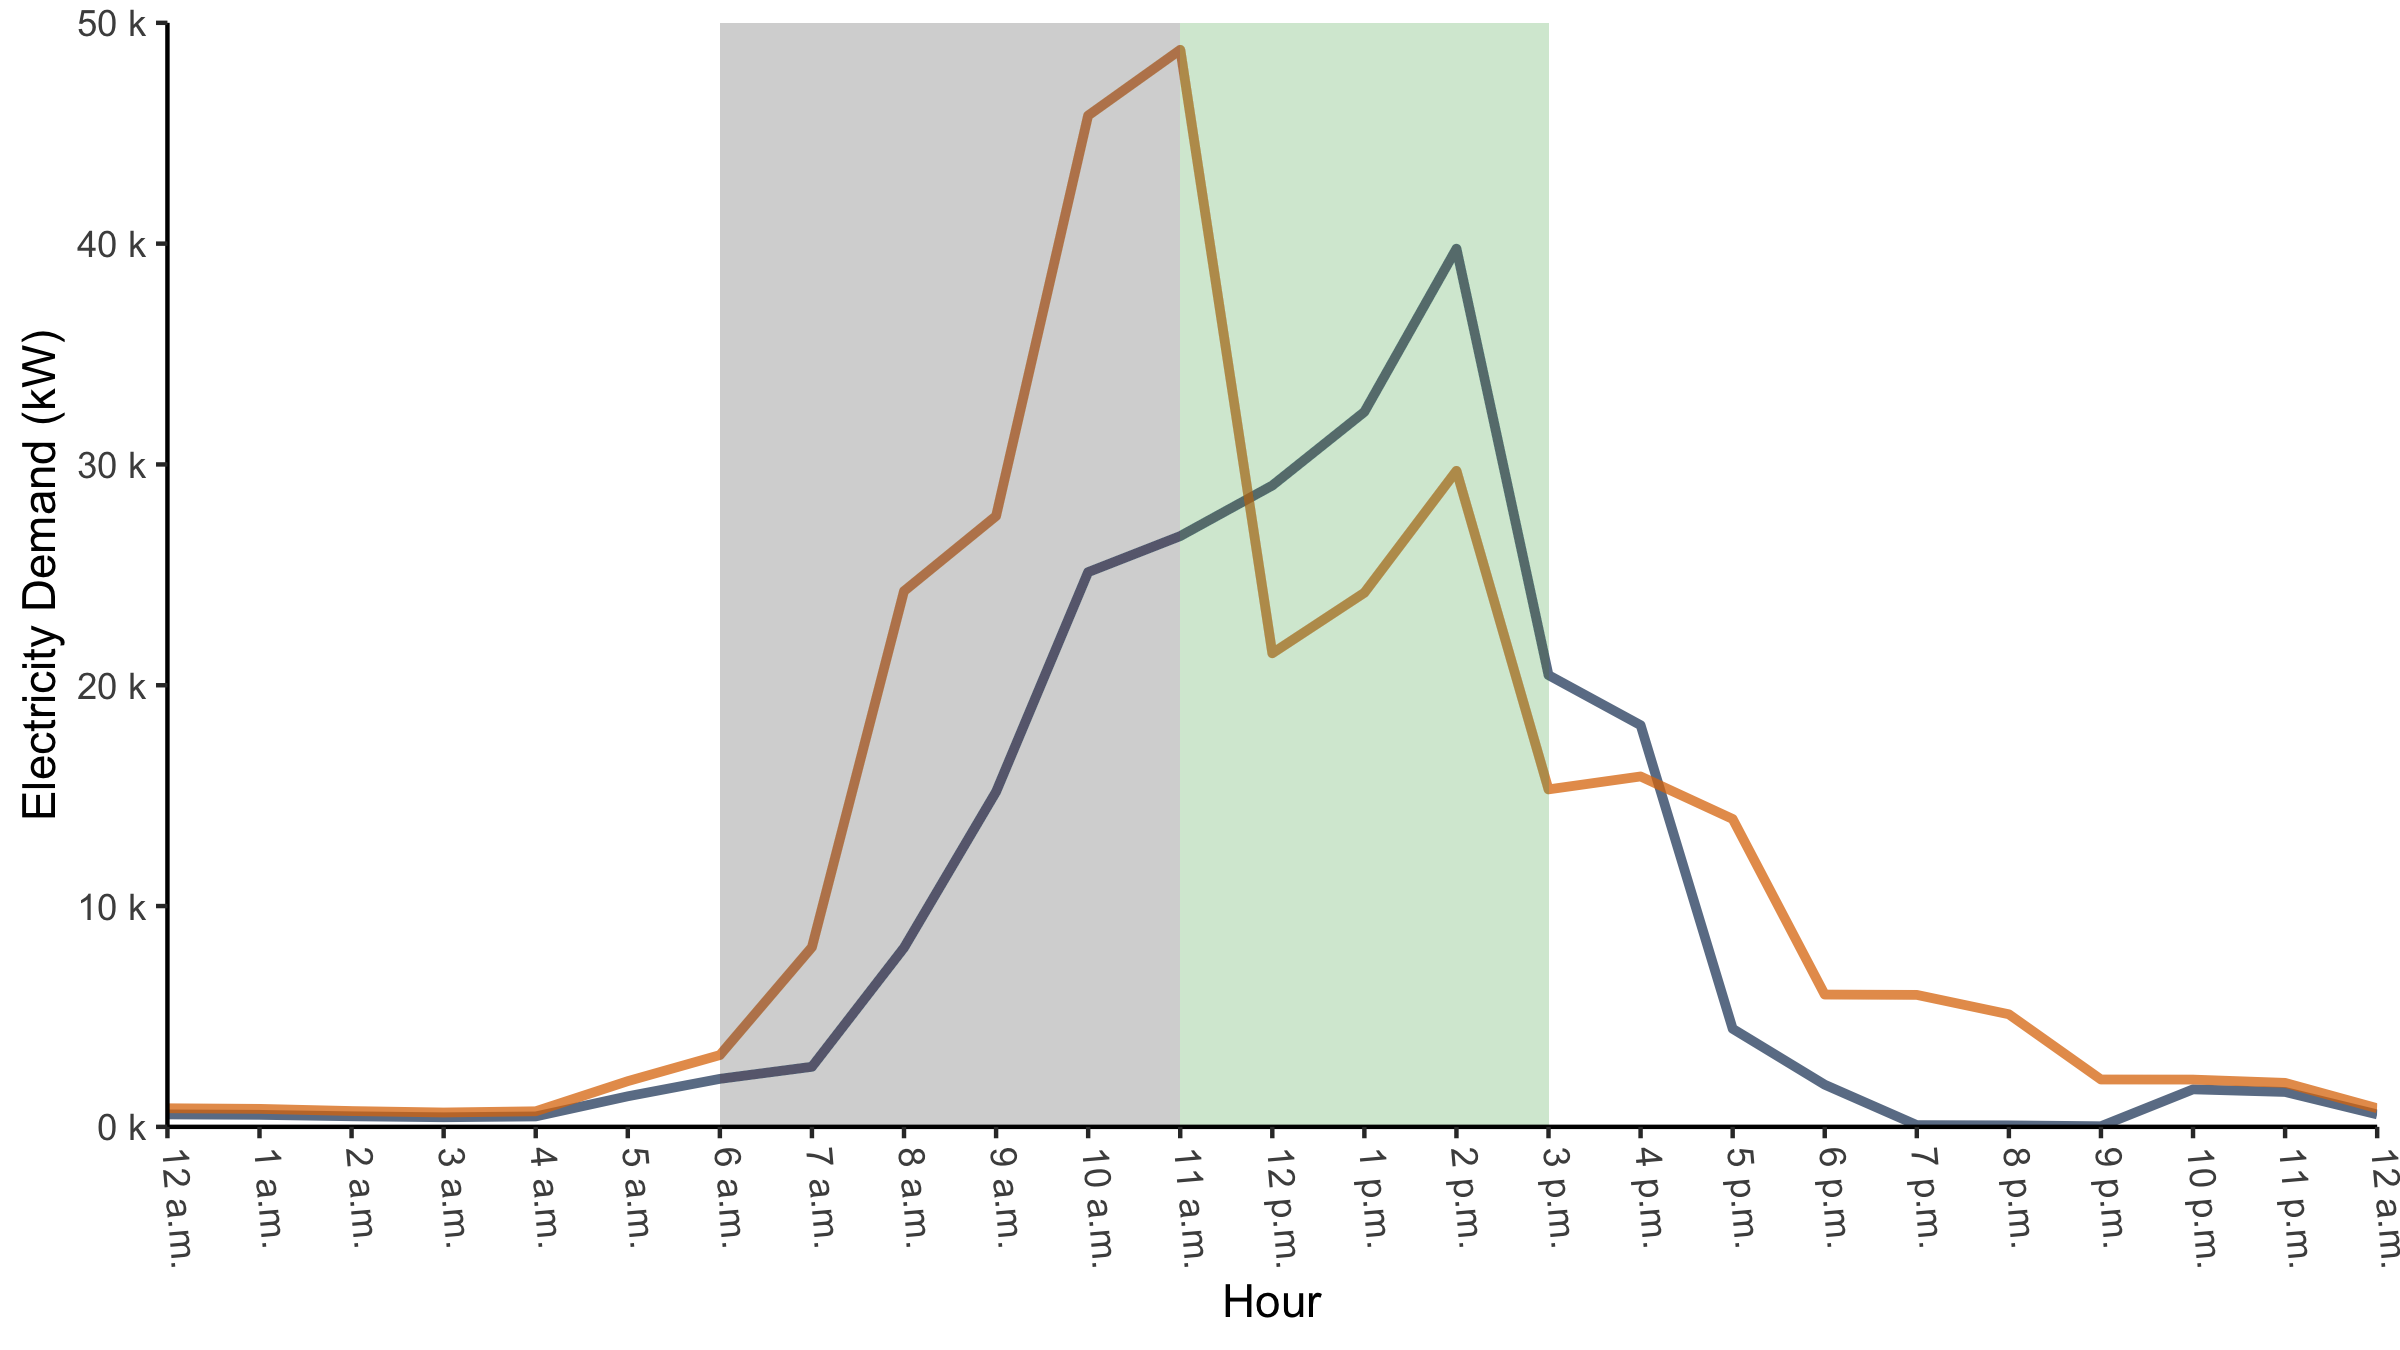 50 k
40 k
30 k
20 k
10 k
0 k
Electricity Demand (kW)
12 a.m.
1 a.m.
2 a.m.
3 a.m.
4 a.m.
5 a.m.
6 a.m.
7 a.m.
8 a.m.
9 a.m.
10 a.m.
11 a.m.
12 p.m.
1 p.m.
2 p.m.
3 p.m.
4 p.m.
5 p.m.
6 p.m.
7 p.m.
8 p.m.
9 p.m.
10 p.m.
11 p.m.
12 a.m.
Hour